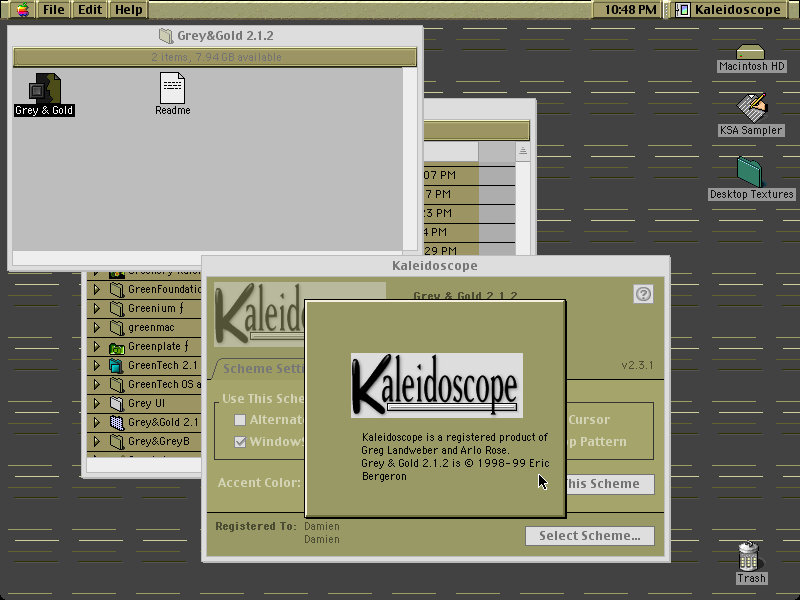 File Edit Help
10:48 PM
Kaleidoscope
Grey&Gold 2.1.2
2 items, 7.94 GB available
Grey & Gold
Readme
Macintosh HD
KSA Sampler
Desktop Textures
07 PM
7 PM
23 PM
4 PM
29 PM
GreenFoundatio
Greenium ƒ
greenmac
Greenplate ƒ
GreenTech 2.1
GreenTech OS a
Grey UI
Grey&Gold 2.1
Grey&GreyB
Kaleidoscope
Kaleido
Grey & Gold 2.1.2
v2.3.1
Scheme Setti
Use This Sche
Alternat
Cursor
Windows
op Pattern
Accent Color:
This Scheme
Registered To: Damien
Damien
Select Scheme...
Kaleidoscope
Kaleidoscope is a registered product of
Greg Landweber and Arlo Rose.
Grey & Gold 2.1.2 is © 1998-99 Eric
Bergeron
Trash